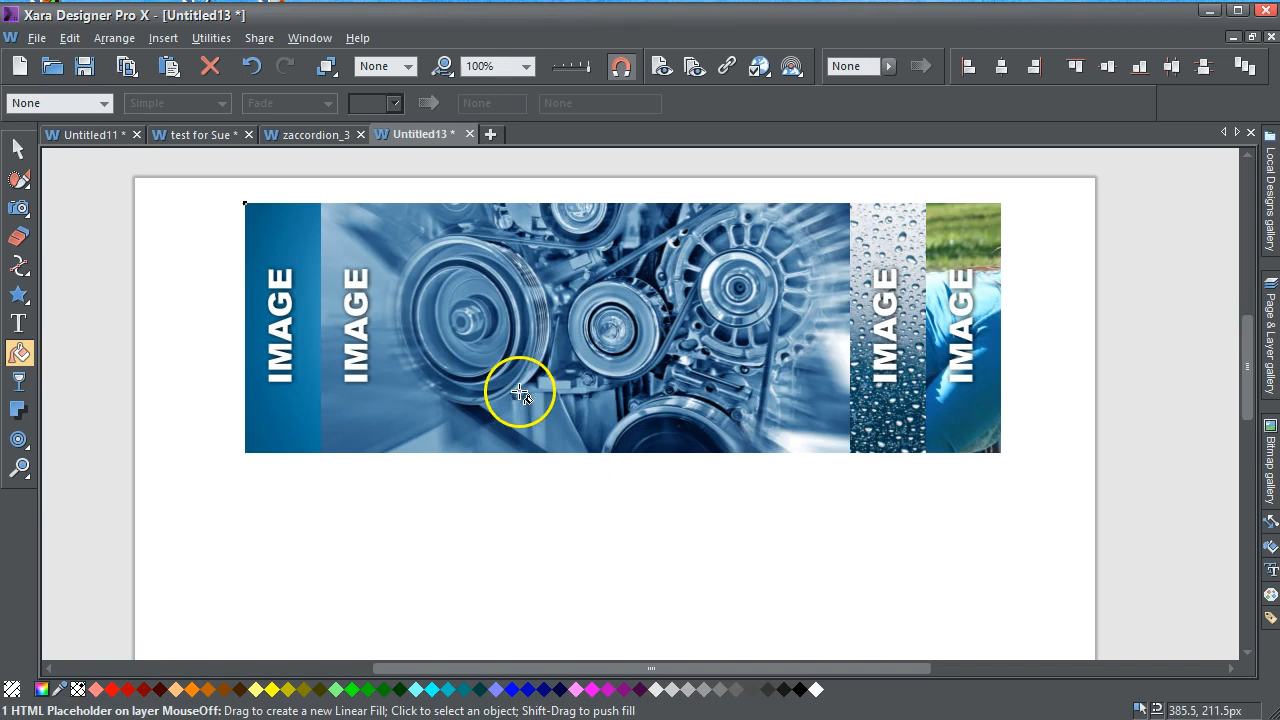 Xara Designer Pro X - [Untitled13 *]
File Edit Arrange Insert Utilities Share Window Help
None 100% None
None Simple Fade None None
Untitled11 * test for Sue * zaccordion_3 Untitled13 *
IMAGE IMAGE IMAGE IMAGE
Local Designs gallery
Page & Layer gallery
Bitmap gallery
1 HTML Placeholder on layer MouseOff: Drag to create a new Linear Fill; Click to select an object; Shift-Drag to push fill 385.5, 211.5px